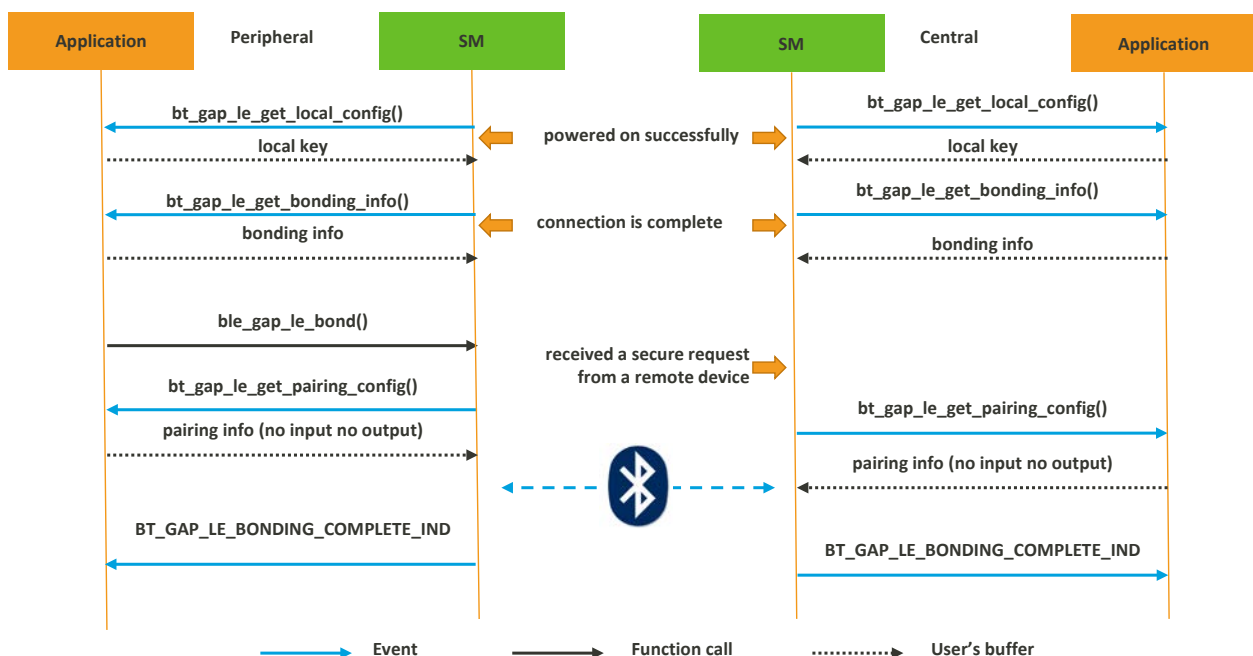 Application
Peripheral
SM
SM
Central
Application
bt_gap_le_get_local_config()
local key
powered on successfully
bt_gap_le_get_local_config()
local key
bt_gap_le_get_bonding_info()
bonding info
connection is complete
bt_gap_le_get_bonding_info()
bonding info
ble_gap_le_bond()
received a secure request
from a remote device
bt_gap_le_get_pairing_config()
pairing info (no input no output)
bt_gap_le_get_pairing_config()
pairing info (no input no output)
BT_GAP_LE_BONDING_COMPLETE_IND
BT_GAP_LE_BONDING_COMPLETE_IND
Event
Function call
User's buffer